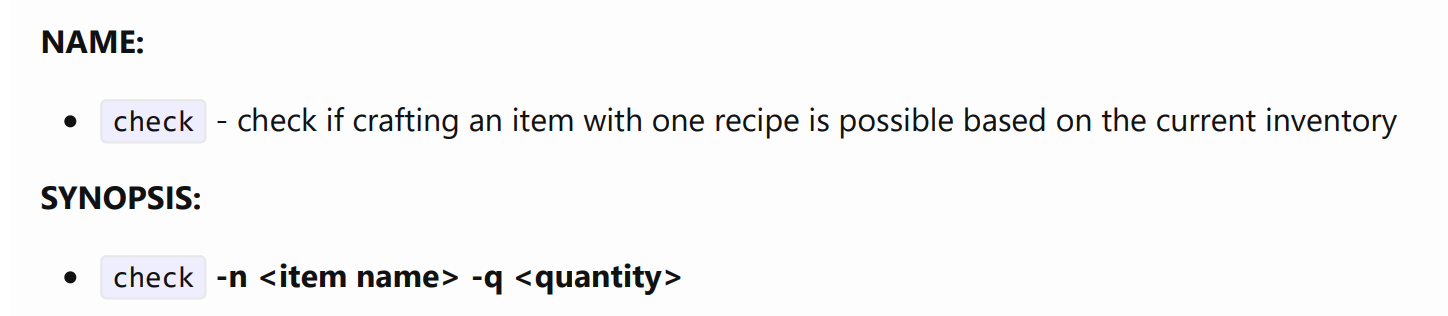 NAME:
• check - check if crafting an item with one recipe is possible based on the current inventory
SYNOPSIS:
• check -n <item name> -q <quantity>